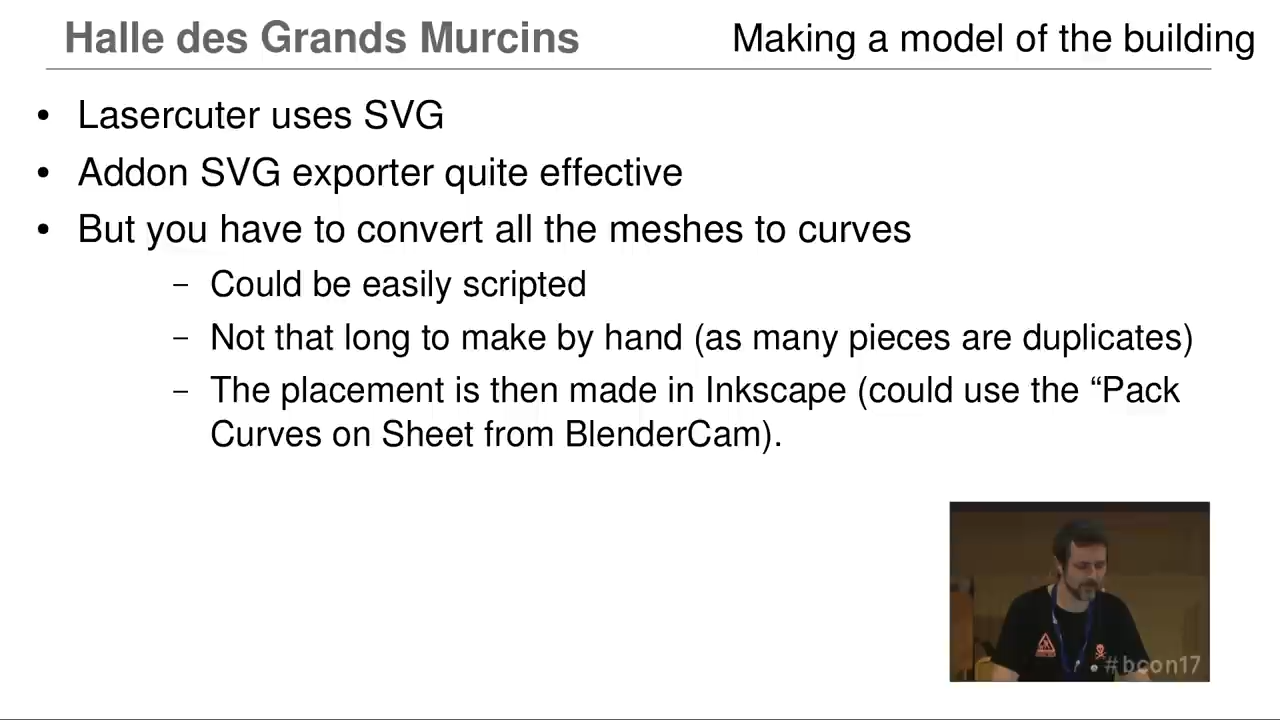 Halle des Grands Murcins
Making a model of the building
• Lasercuter uses SVG
• Addon SVG exporter quite effective
• But you have to convert all the meshes to curves
– Could be easily scripted
– Not that long to make by hand (as many pieces are duplicates)
– The placement is then made in Inkscape (could use the “Pack
Curves on Sheet from BlenderCam).
#bcon17